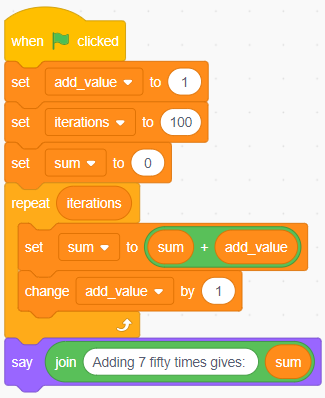 when clicked
set add_value to 1
set iterations to 100
set sum to 0
repeat iterations
set sum to sum + add_value
change add_value by 1
say join Adding 7 fifty times gives: sum